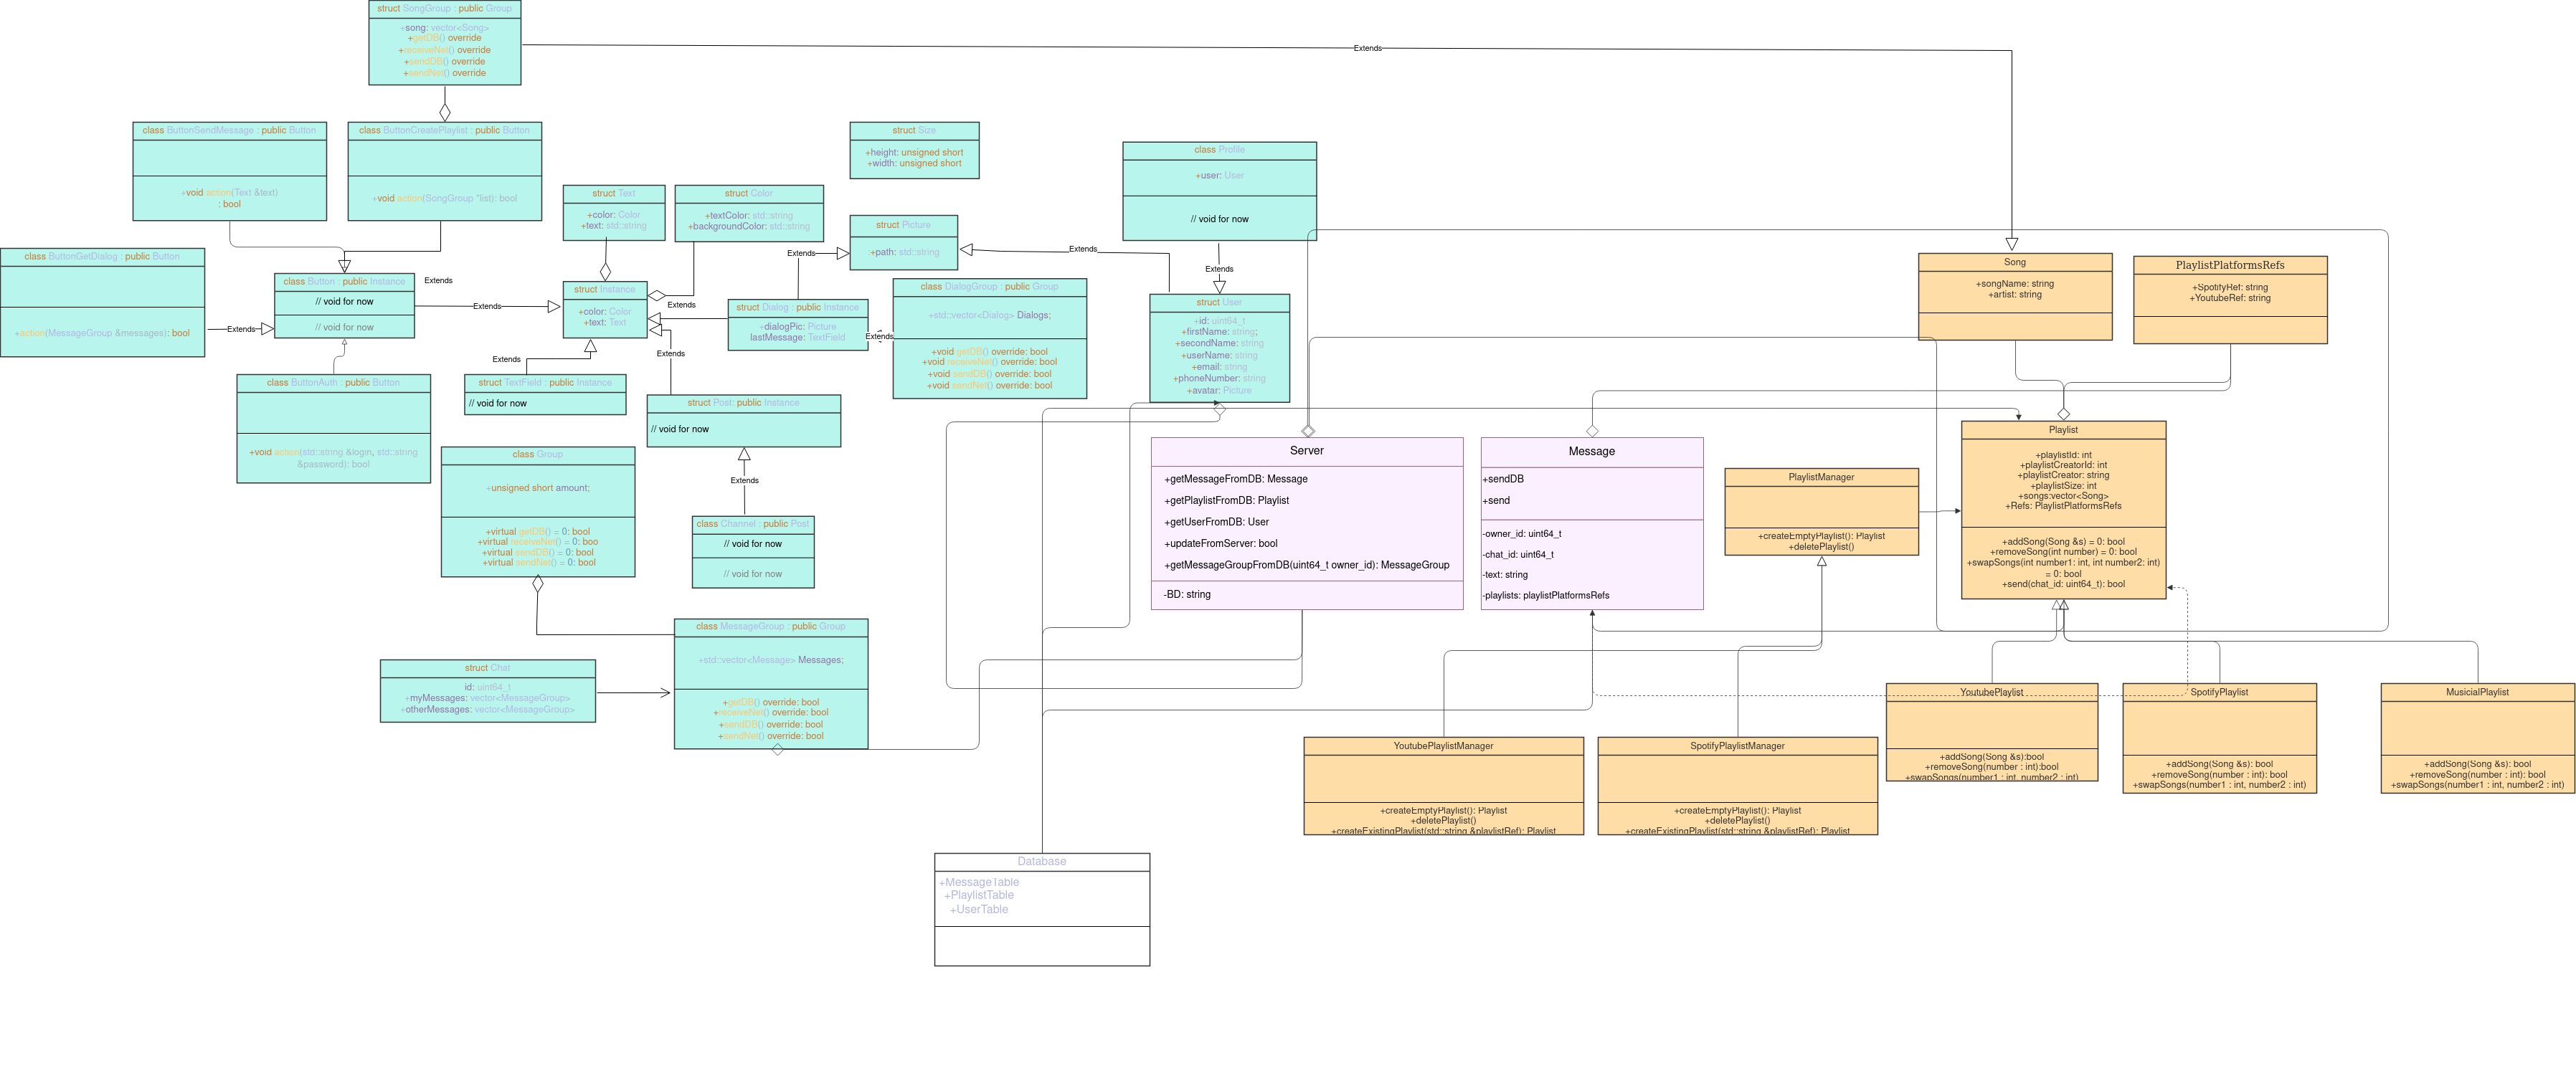 struct SongGroup : public Group
+song: vector<Song>
+getDB() override
+receiveNet() override
+sendDB() override
+sendNet() override
Extends
class ButtonSendMessage : public Button
+void action(Text &text)
: bool
class ButtonCreatePlaylist : public Button
+void action(SongGroup *list): bool
struct Size
+height: unsigned short
+width: unsigned short
class Profile
+user: User
// void for now
struct Text
+color: Color
+text: std::string
struct Color
+textColor: std::string
+backgroundColor: std::string
struct Picture
+path: std::string
Extends
Extends
Extends
class ButtonGetDialog : public Button
+action(MessageGroup &messages): bool
Extends
class Button : public Instance
// void for now
// void for now
Extends
Extends
struct Instance
+color: Color
+text: Text
Extends
struct Dialog : public Instance
+dialogPic: Picture
lastMessage: TextField
Extends
class DialogGroup : public Group
+std::vector<Dialog> Dialogs;
+void getDB() override: bool
+void receiveNet() override: bool
+void sendDB() override: bool
+void sendNet() override: bool
struct User
+id: uint64_t
+firstName: string;
+secondName: string
+userName: string
+email: string
+phoneNumber: string
+avatar: Picture
Song
+songName: string
+artist: string
PlaylistPlatformsRefs
+SpotifyRef: string
+YoutubeRef: string
Extends
Extends
class ButtonAuth : public Button
+void action(std::string &login, std::string
&password): bool
struct TextField : public Instance
// void for now
struct Post: public Instance
// void for now
Extends
class Group
+unsigned short amount;
+virtual getDB() = 0: bool
+virtual receiveNet() = 0: boo
+virtual sendDB() = 0: bool
+virtual sendNet() = 0: bool
class Channel : public Post
// void for now
// void for now
Server
+getMessageFromDB: Message
+getPlaylistFromDB: Playlist
+getUserFromDB: User
+updateFromServer: bool
+getMessageGroupFromDB(uint64_t owner_id): MessageGroup
-BD: string
Message
+sendDB
+send
-owner_id: uint64_t
-chat_id: uint64_t
-text: string
-playlists: playlistPlatformsRefs
PlaylistManager
+createEmptyPlaylist(): Playlist
+deletePlaylist()
Playlist
+playlistId: int
+playlistCreatorId: int
+playlistCreator: string
+playlistSize: int
+songs:vector<Song>
+Refs: PlaylistPlatformsRefs
+addSong(Song &s) = 0: bool
+removeSong(int number) = 0: bool
+swapSongs(int number1: int, int number2: int)
= 0: bool
+send(chat_id: uint64_t): bool
class MessageGroup : public Group
+std::vector<Message> Messages;
+getDB() override: bool
+receiveNet() override: bool
+sendDB() override: bool
+sendNet() override: bool
struct Chat
id: uint64_t
+myMessages: vector<MessageGroup>
+otherMessages: vector<MessageGroup>
YoutubePlaylist
+addSong(Song &s):bool
+removeSong(number : int):bool
+swapSongs(number1 : int, number2 : int)
SpotifyPlaylist
+addSong(Song &s): bool
+removeSong(number : int): bool
+swapSongs(number1 : int, number2 : int)
MusicialPlaylist
+addSong(Song &s): bool
+removeSong(number : int): bool
+swapSongs(number1 : int, number2 : int)
YoutubePlaylistManager
+createEmptyPlaylist(): Playlist
+deletePlaylist()
+createExistingPlaylist(std::string &playlistRef): Playlist
SpotifyPlaylistManager
+createEmptyPlaylist(): Playlist
+deletePlaylist()
+createExistingPlaylist(std::string &playlistRef): Playlist
Database
+MessageTable
+PlaylistTable
+UserTable